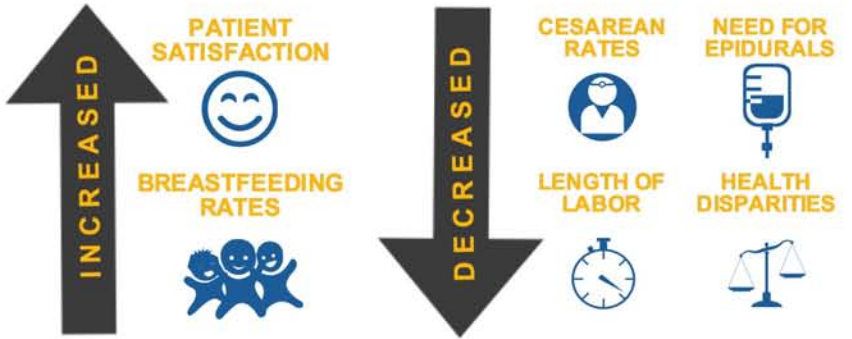 INCREASED
PATIENT
SATISFACTION
BREASTFEEDING
RATES
DECREASED
CESAREAN
RATES
NEED FOR
EPIDURALS
LENGTH OF
LABOR
HEALTH
DISPARITIES